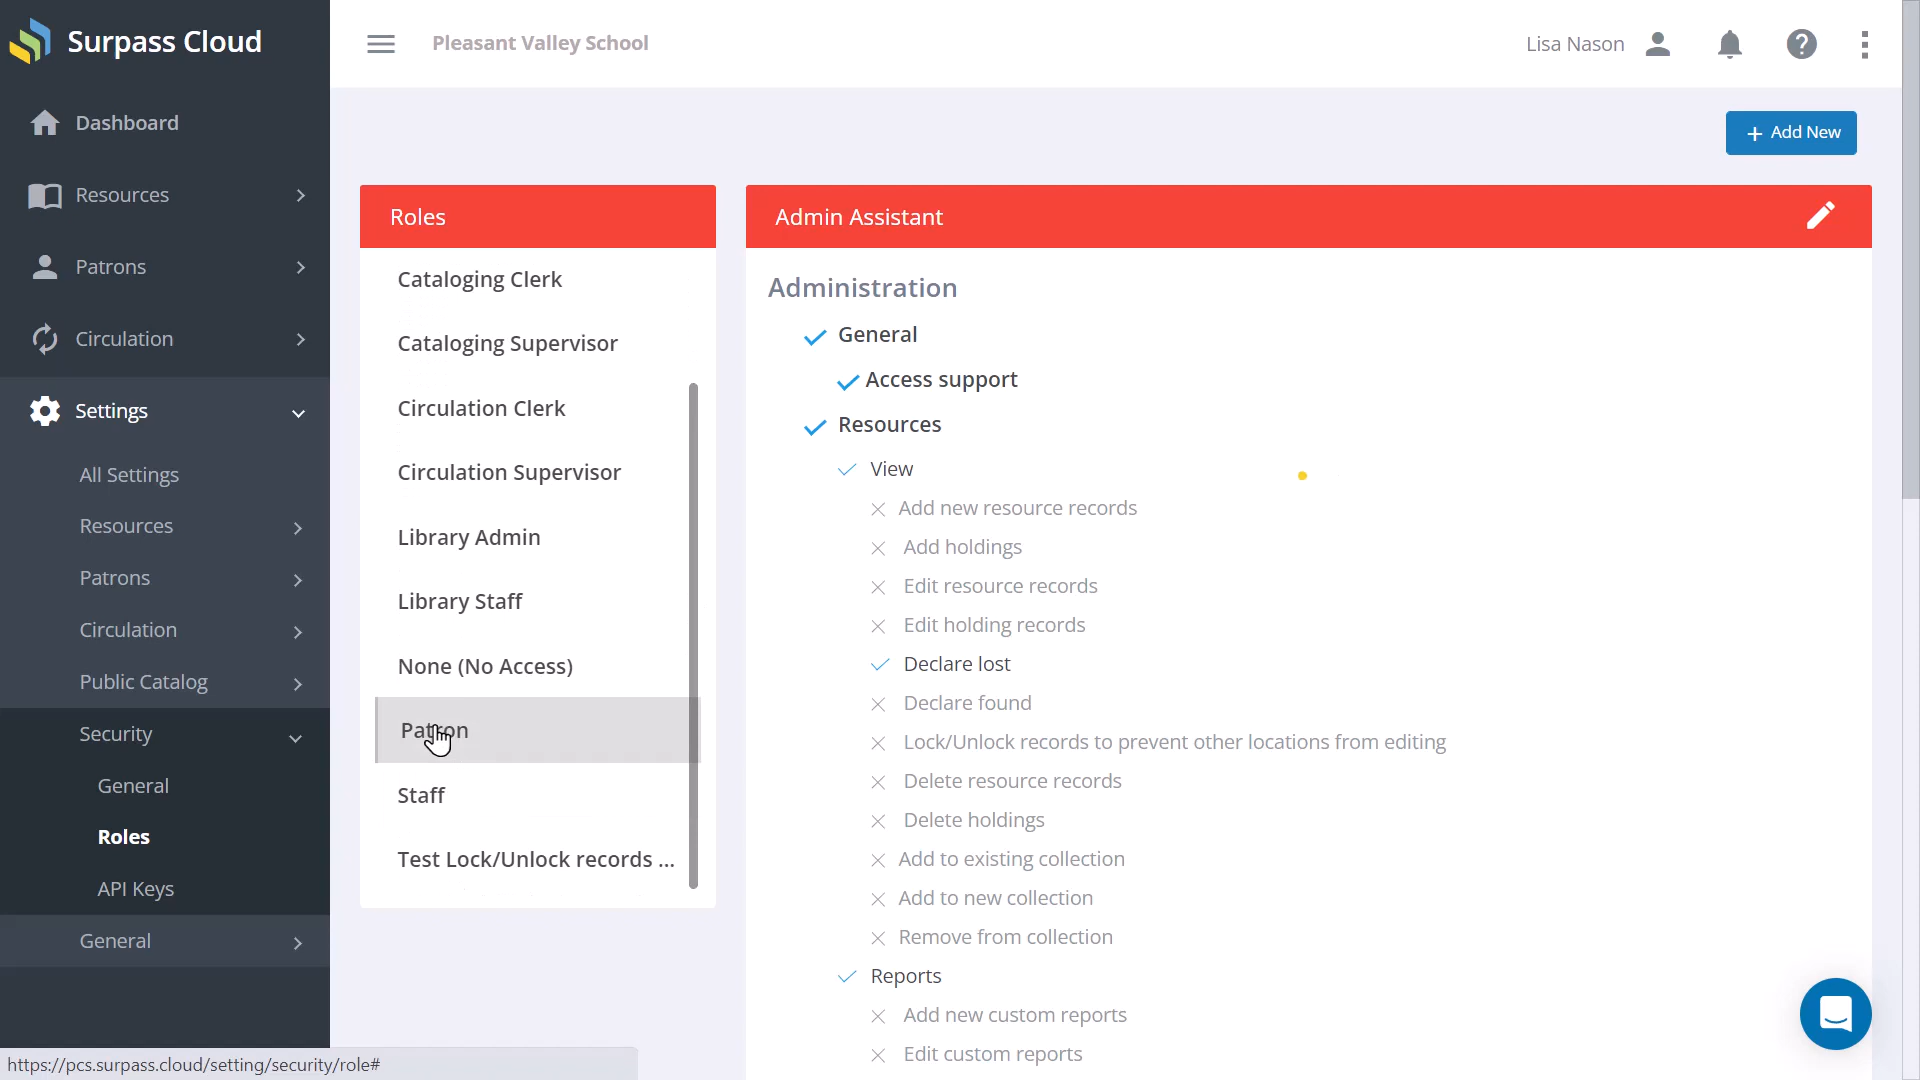 Surpass Cloud
Pleasant Valley School
Lisa Nason
Dashboard
Resources
Patrons
Circulation
Settings
All Settings
Resources
Patrons
Circulation
Public Catalog
Security
General
Roles
API Keys
General
+ Add New
Roles
Cataloging Clerk
Cataloging Supervisor
Circulation Clerk
Circulation Supervisor
Library Admin
Library Staff
None (No Access)
Patron
Staff
Test Lock/Unlock records ...
Admin Assistant
Administration
General
Access support
Resources
View
Add new resource records
Add holdings
Edit resource records
Edit holding records
Declare lost
Declare found
Lock/Unlock records to prevent other locations from editing
Delete resource records
Delete holdings
Add to existing collection
Add to new collection
Remove from collection
Reports
Add new custom reports
Edit custom reports
https://pcs.surpass.cloud/setting/security/role#